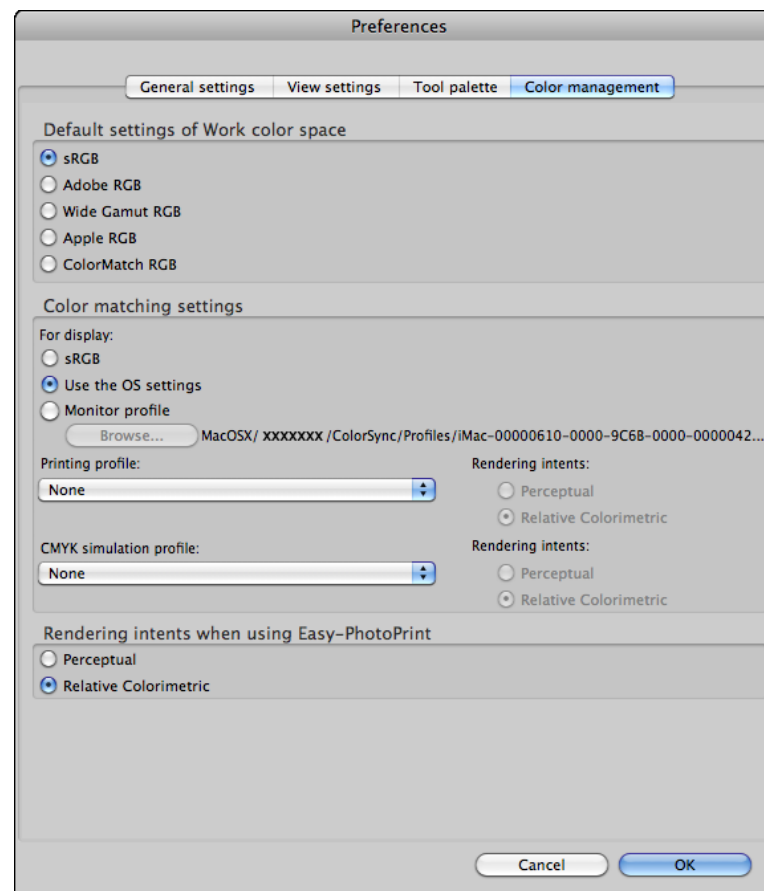 Preferences
General settings View settings Tool palette Color management
Default settings of Work color space
sRGB
Adobe RGB
Wide Gamut RGB
Apple RGB
ColorMatch RGB
Color matching settings
For display:
sRGB
Use the OS settings
Monitor profile
Browse... MacOSX/ XXXXXXX /ColorSync/Profiles/iMac-00000610-0000-9C6B-0000-0000042...
Printing profile: Rendering intents:
None Perceptual
Relative Colorimetric
CMYK simulation profile: Rendering intents:
None Perceptual
Relative Colorimetric
Rendering intents when using Easy-PhotoPrint
Perceptual
Relative Colorimetric
Cancel OK